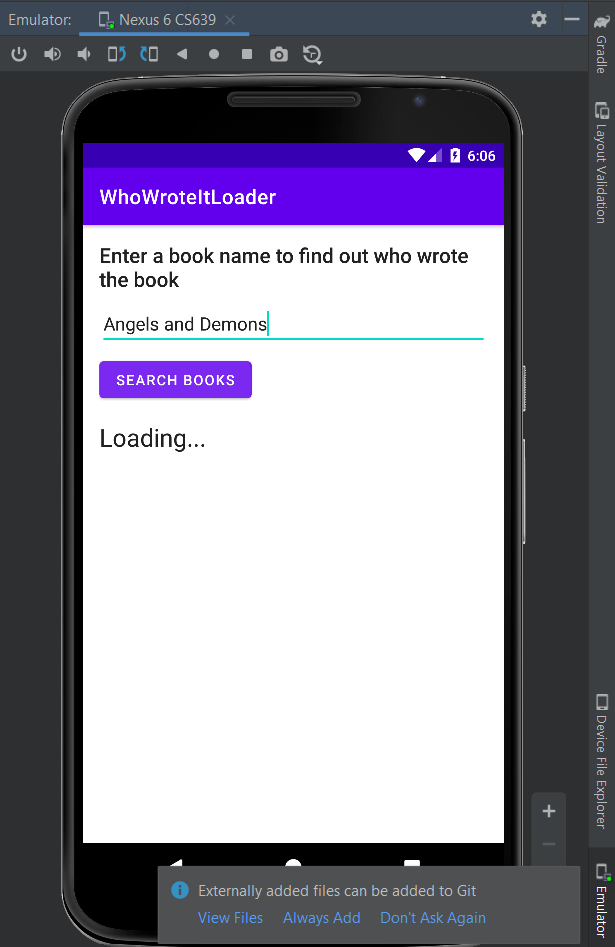 Emulator: Nexus 6 CS639
6:06
WhoWroteItLoader
Enter a book name to find out who wrote
the book
Angels and Demons
SEARCH BOOKS
Loading...
Externally added files can be added to Git
View Files Always Add Don't Ask Again
Gradle
Layout Validation
Device File Explorer
Emulator